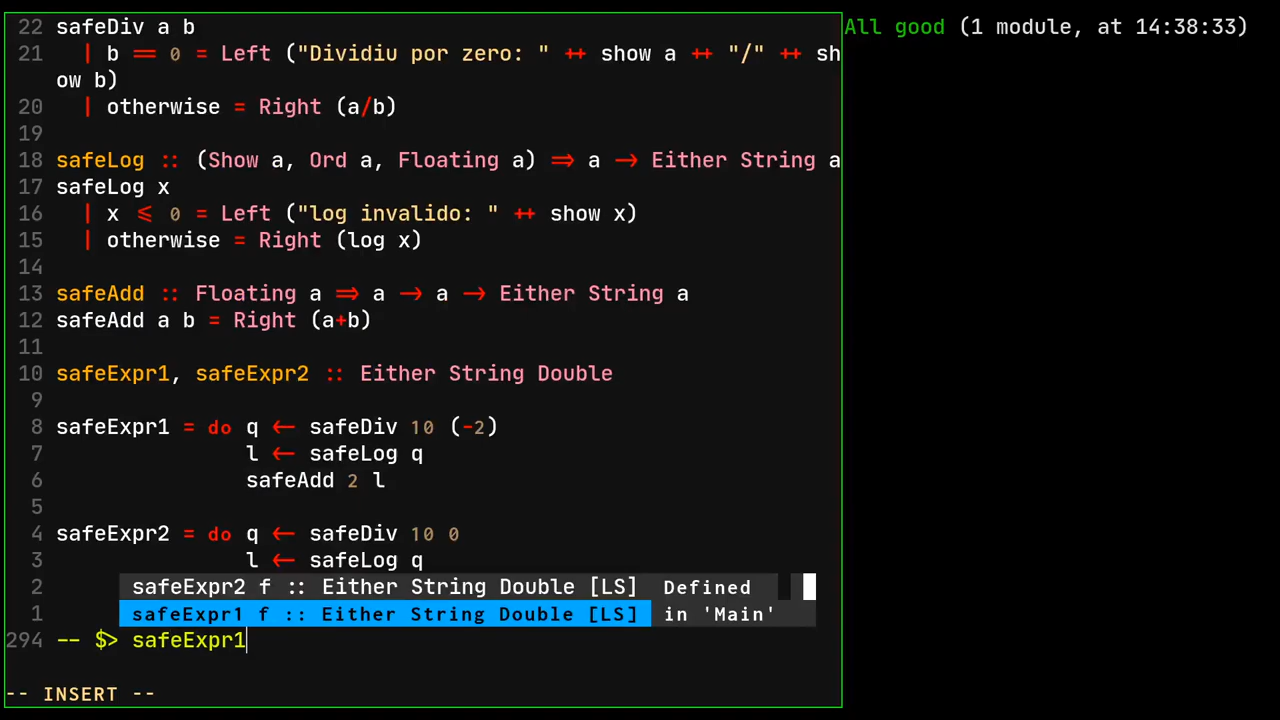 22 safeDiv a b
21   | b == 0 = Left ("Dividiu por zero: " ++ show a ++ "/" ++ sh
ow b)
20   | otherwise = Right (a/b)
19
18 safeLog :: (Show a, Ord a, Floating a) => a -> Either String a
17 safeLog x
16   | x <= 0 = Left ("log invalido: " ++ show x)
15   | otherwise = Right (log x)
14
13 safeAdd :: Floating a => a -> a -> Either String a
12 safeAdd a b = Right (a+b)
11
10 safeExpr1, safeExpr2 :: Either String Double
9
8 safeExpr1 = do q <- safeDiv 10 (-2)
7                l <- safeLog q
6                safeAdd 2 l
5
4 safeExpr2 = do q <- safeDiv 10 0
3                l <- safeLog q
2 safeExpr2 f :: Either String Double [LS] Defined
1 safeExpr1 f :: Either String Double [LS] in 'Main'
294 -- $> safeExpr1
-- INSERT --
All good (1 module, at 14:38:33)